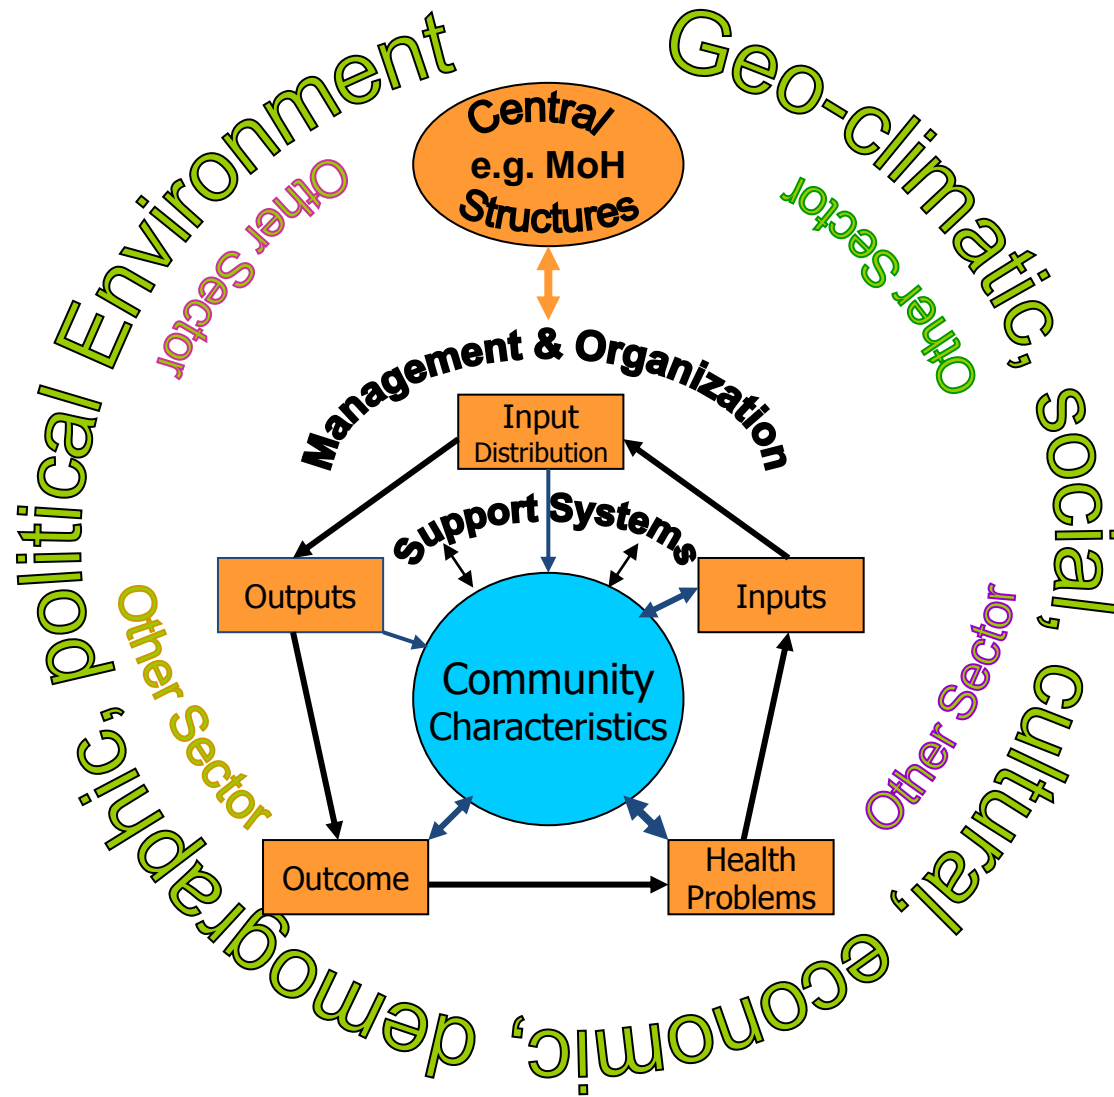 Geo-climatic, social, cultural, economic, demographic, political Environment
Central
e.g. MoH
Structures
Other Sector
Other Sector
Management & Organization
Input
Distribution
Support Systems
Outputs
Inputs
Community
Characteristics
Other Sector
Other Sector
Outcome
Health
Problems